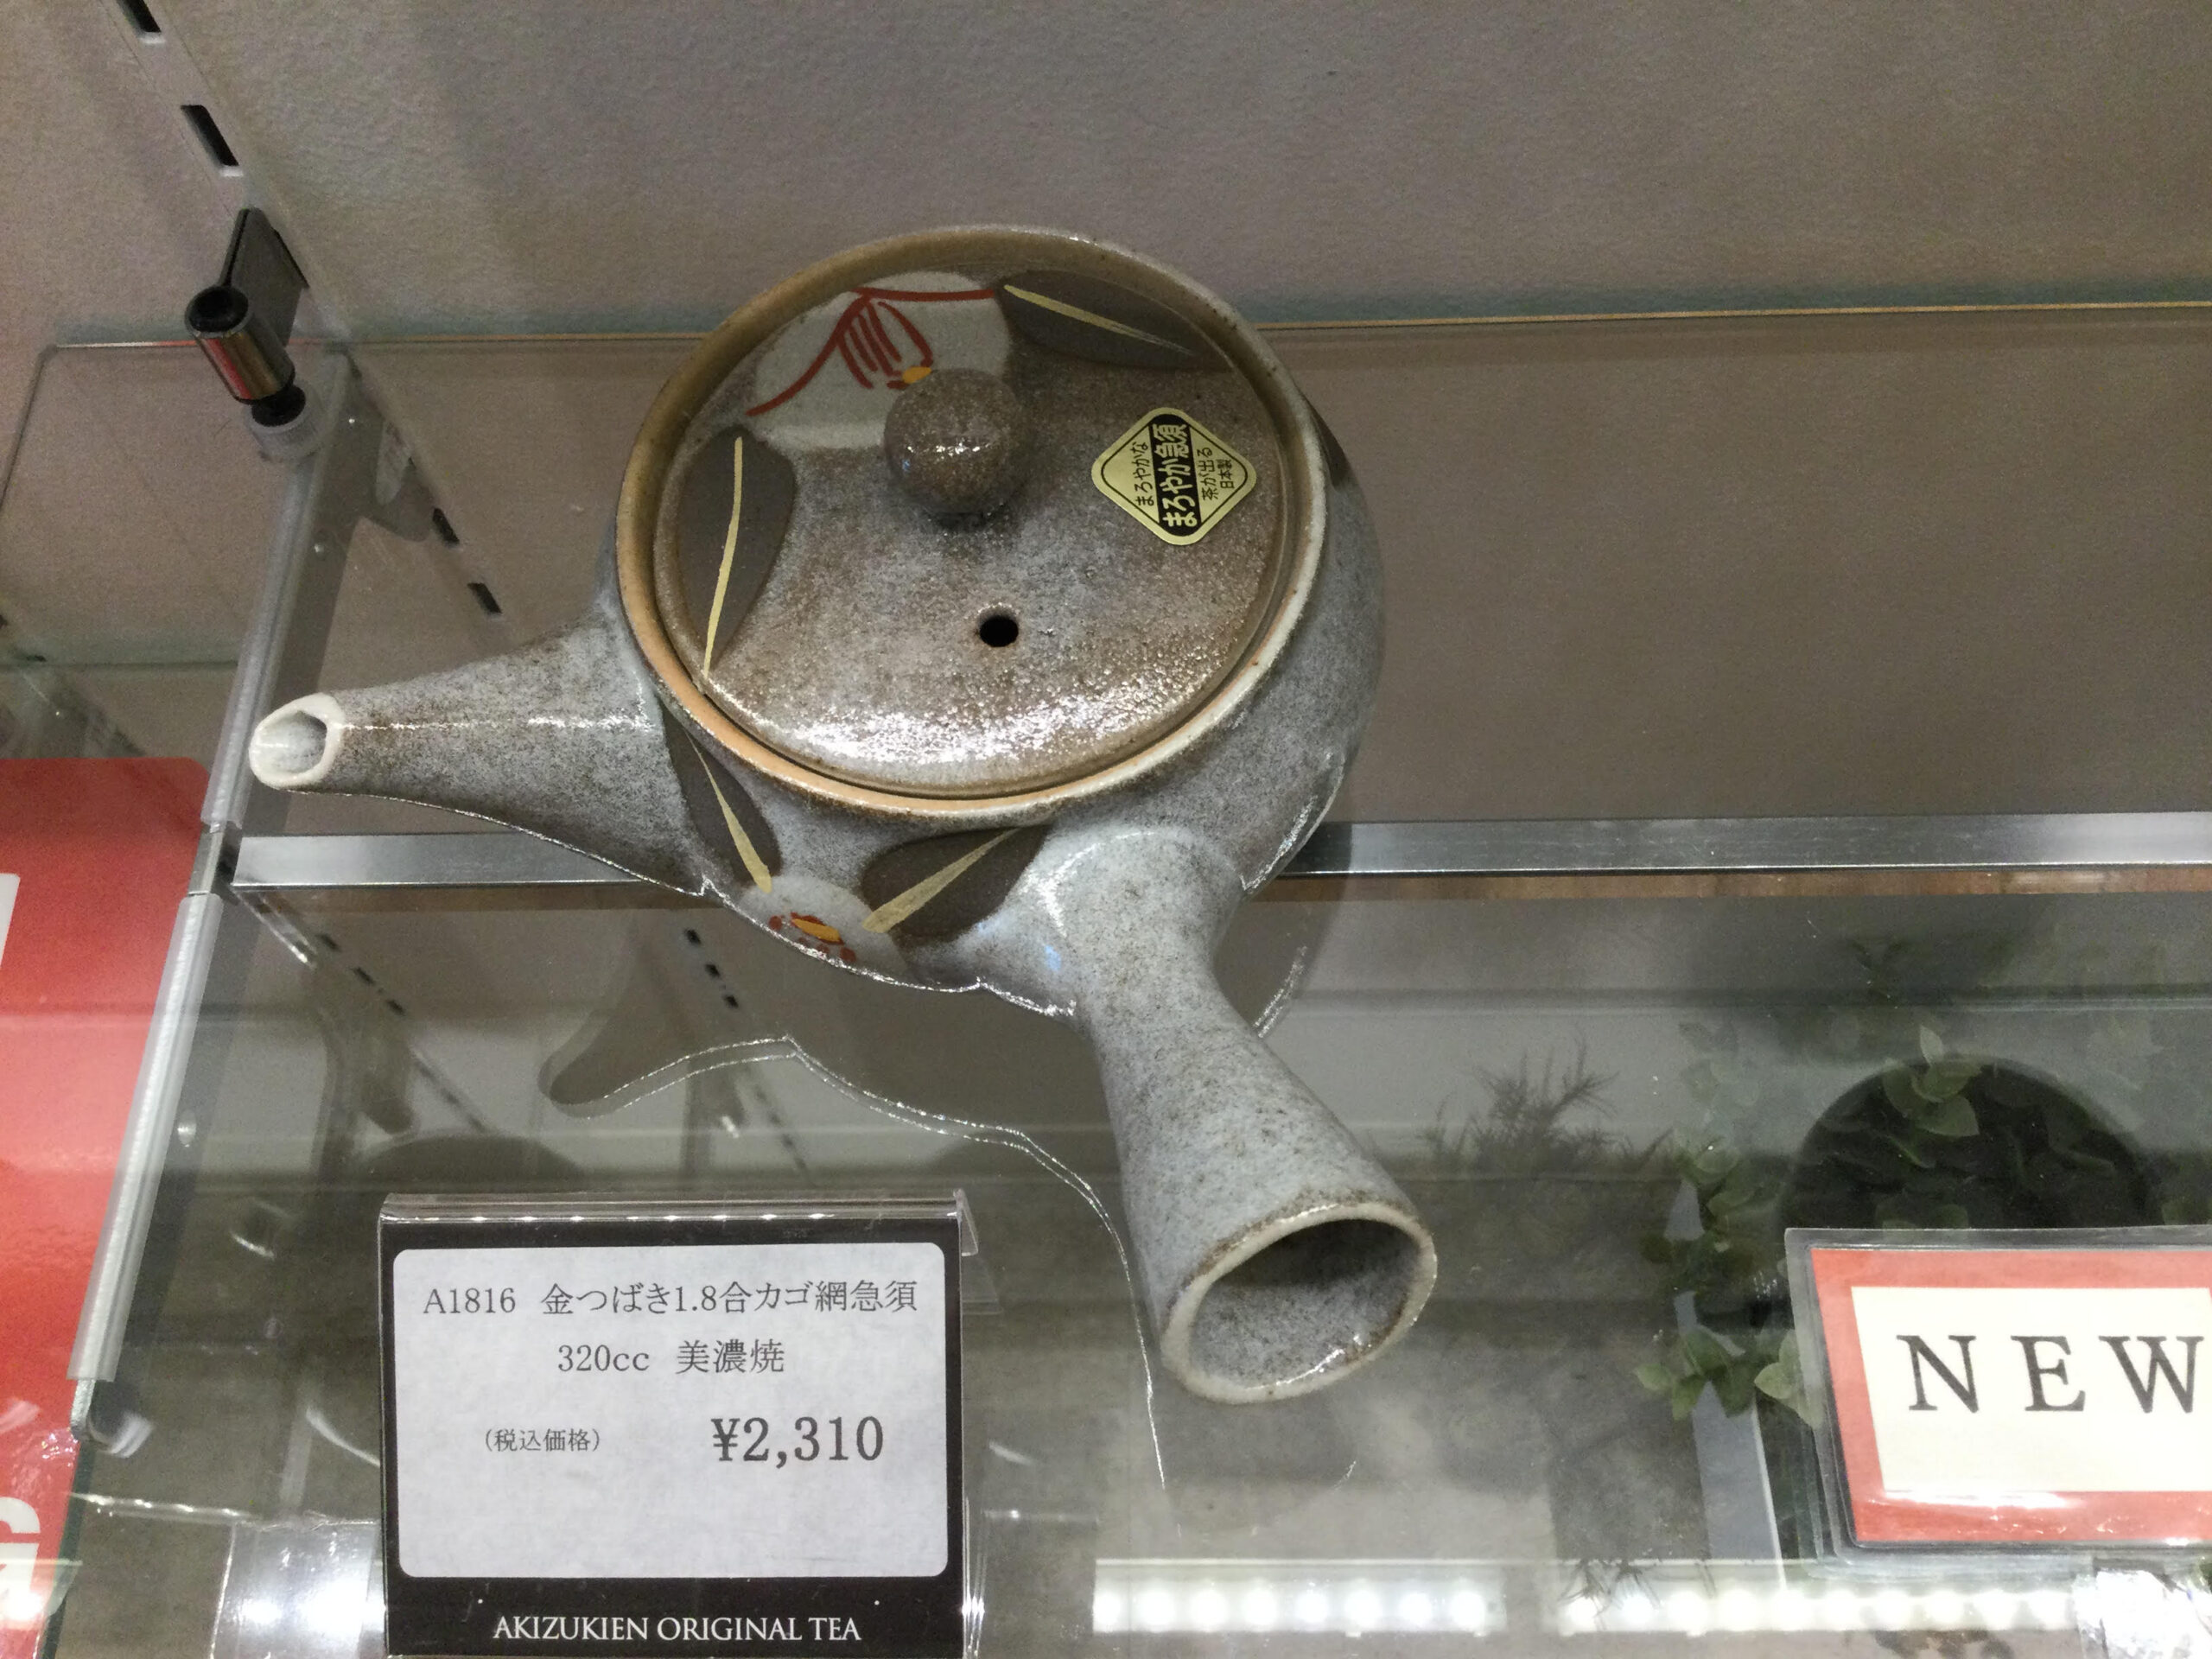 まろやかな
まろやか急須
茶が出る
日本製
A1816 金つばき1.8合カゴ網急須
320cc 美濃焼
(税込価格) ¥2,310
AKIZUKIEN ORIGINAL TEA
NEW
G